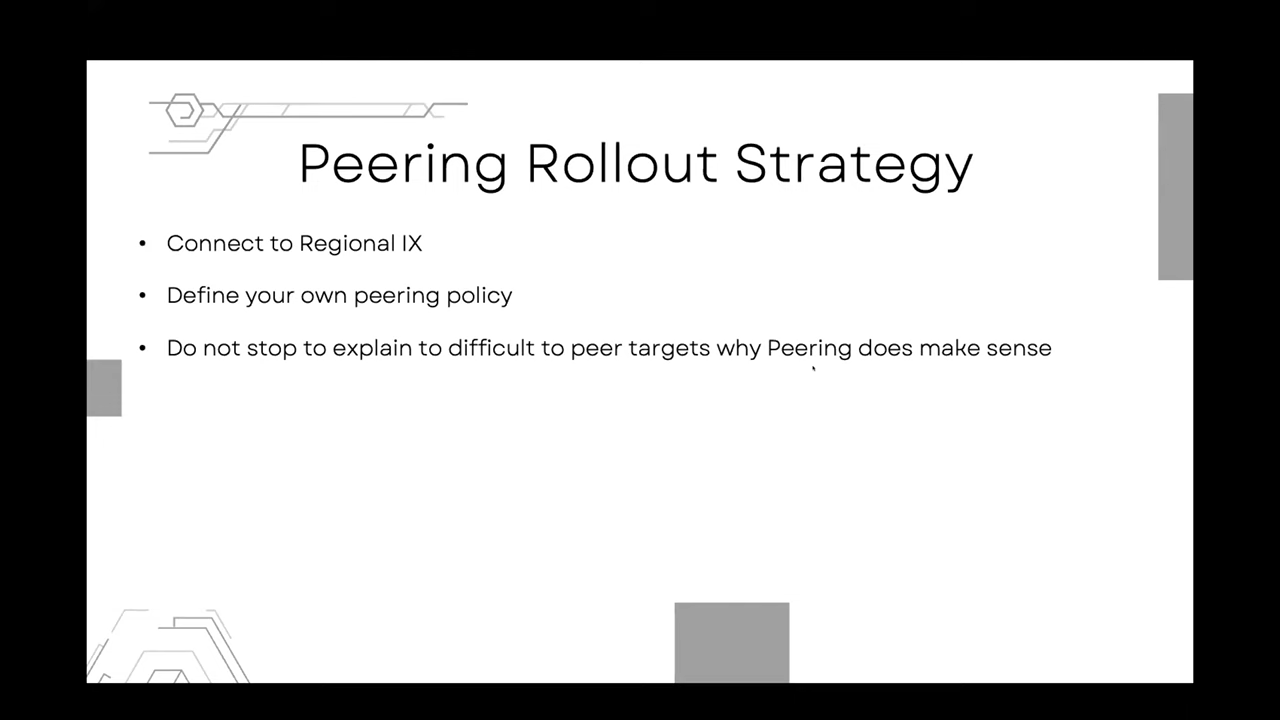 Peering Rollout Strategy
• Connect to Regional IX
• Define your own peering policy
• Do not stop to explain to difficult to peer targets why Peering does make sense